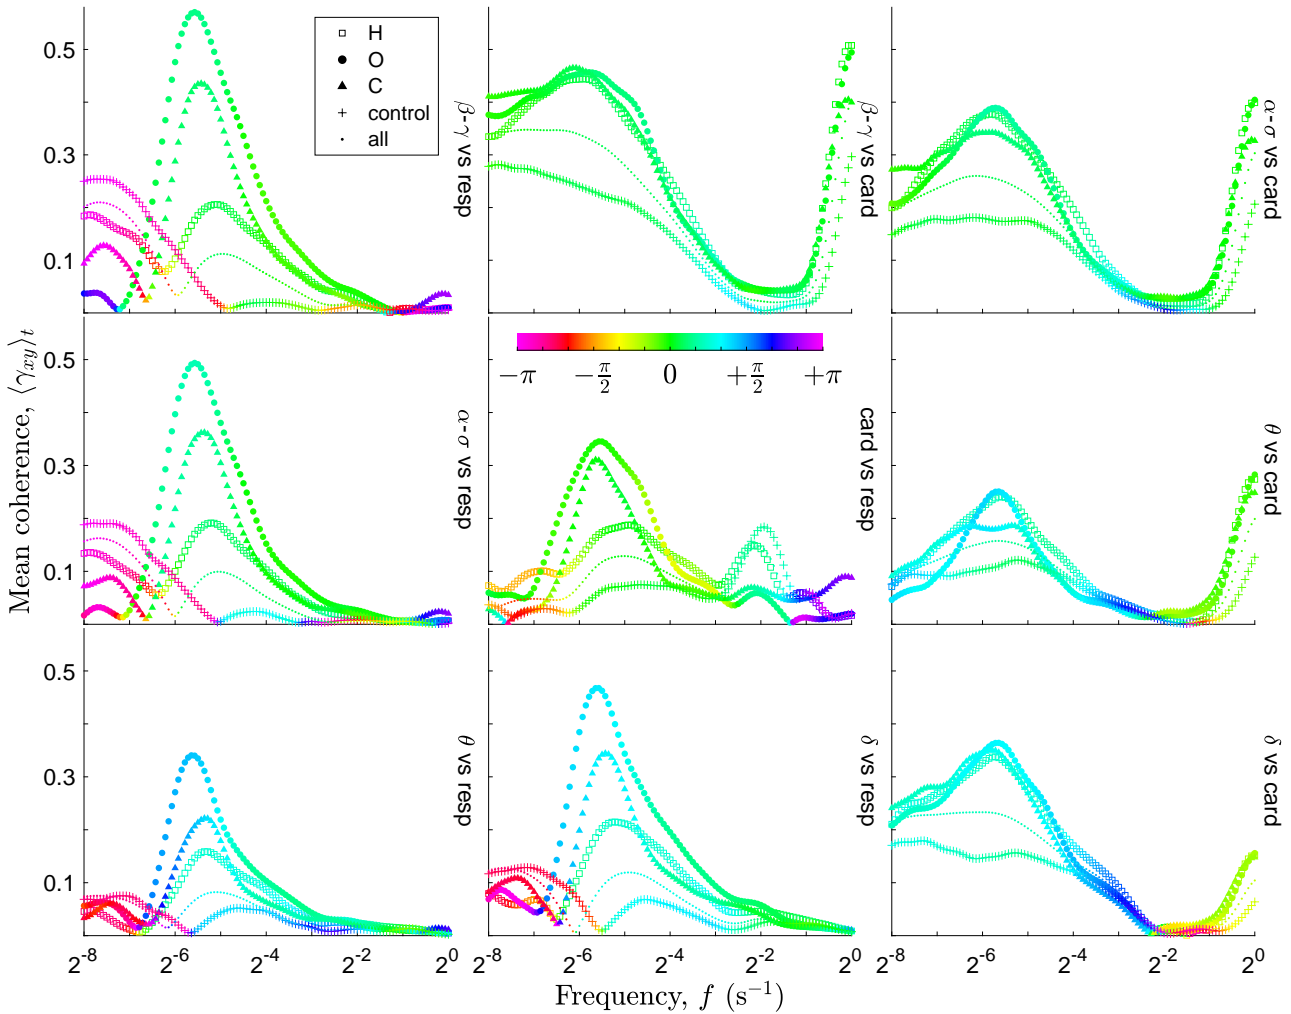 H
O
C
control
all
0.5
0.3
0.1
β-γ vs resp
β-γ vs card
α-σ vs card
−π −π/2 0 +π/2 +π
0.5
0.3
0.1
α-σ vs resp
card vs resp
θ vs card
Mean coherence, ⟨γxy⟩t
0.5
0.3
0.1
θ vs resp
δ vs resp
δ vs card
2-8 2-6 2-4 2-2 20 2-8 2-6 2-4 2-2 20 2-8 2-6 2-4 2-2 20
Frequency, f (s−1)